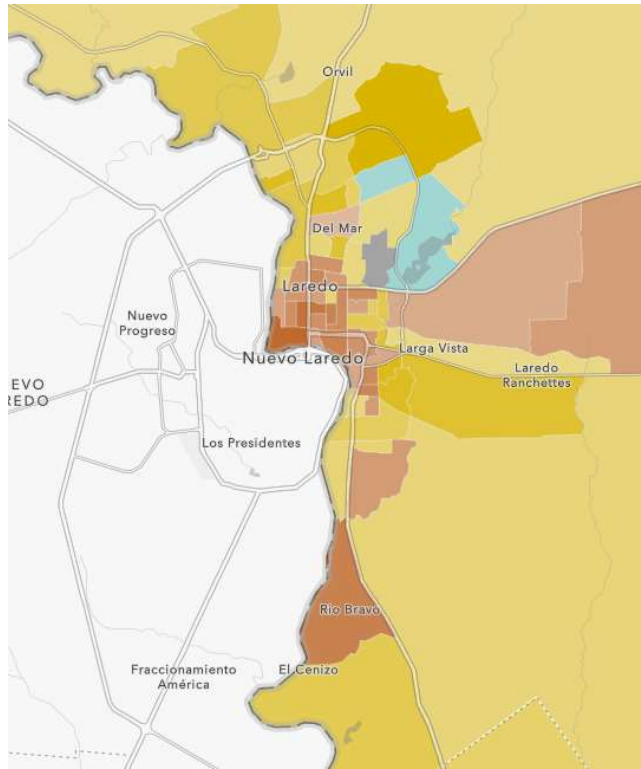 Orvil
Del Mar
Laredo
Nuevo
Progreso
Nuevo Laredo
Larga Vista
Laredo
Ranchettes
EVO
REDO
Los Presidentes
Rio Bravo
Fraccionamiento
América
El Cenizo